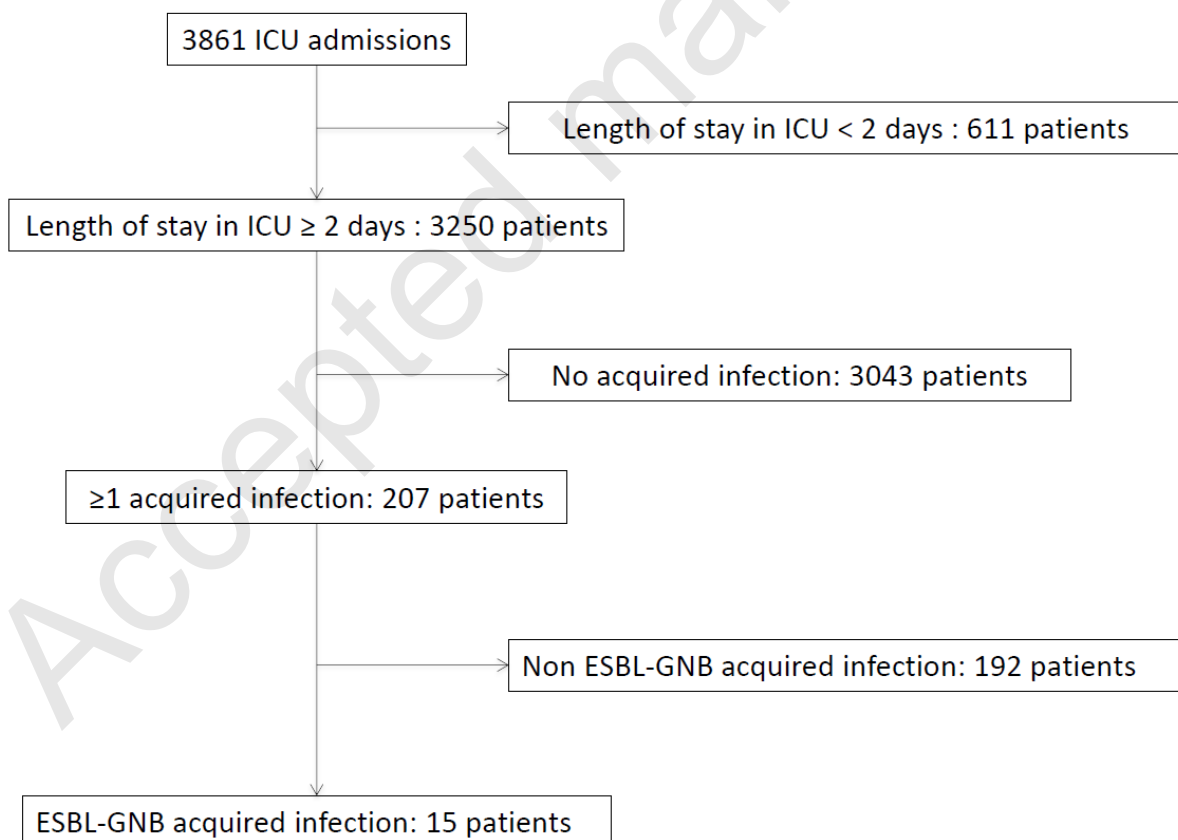 3861 ICU admissions
Length of stay in ICU < 2 days : 611 patients
Length of stay in ICU ≥ 2 days : 3250 patients
No acquired infection: 3043 patients
≥1 acquired infection: 207 patients
Non ESBL-GNB acquired infection: 192 patients
ESBL-GNB acquired infection: 15 patients
Accepted ma